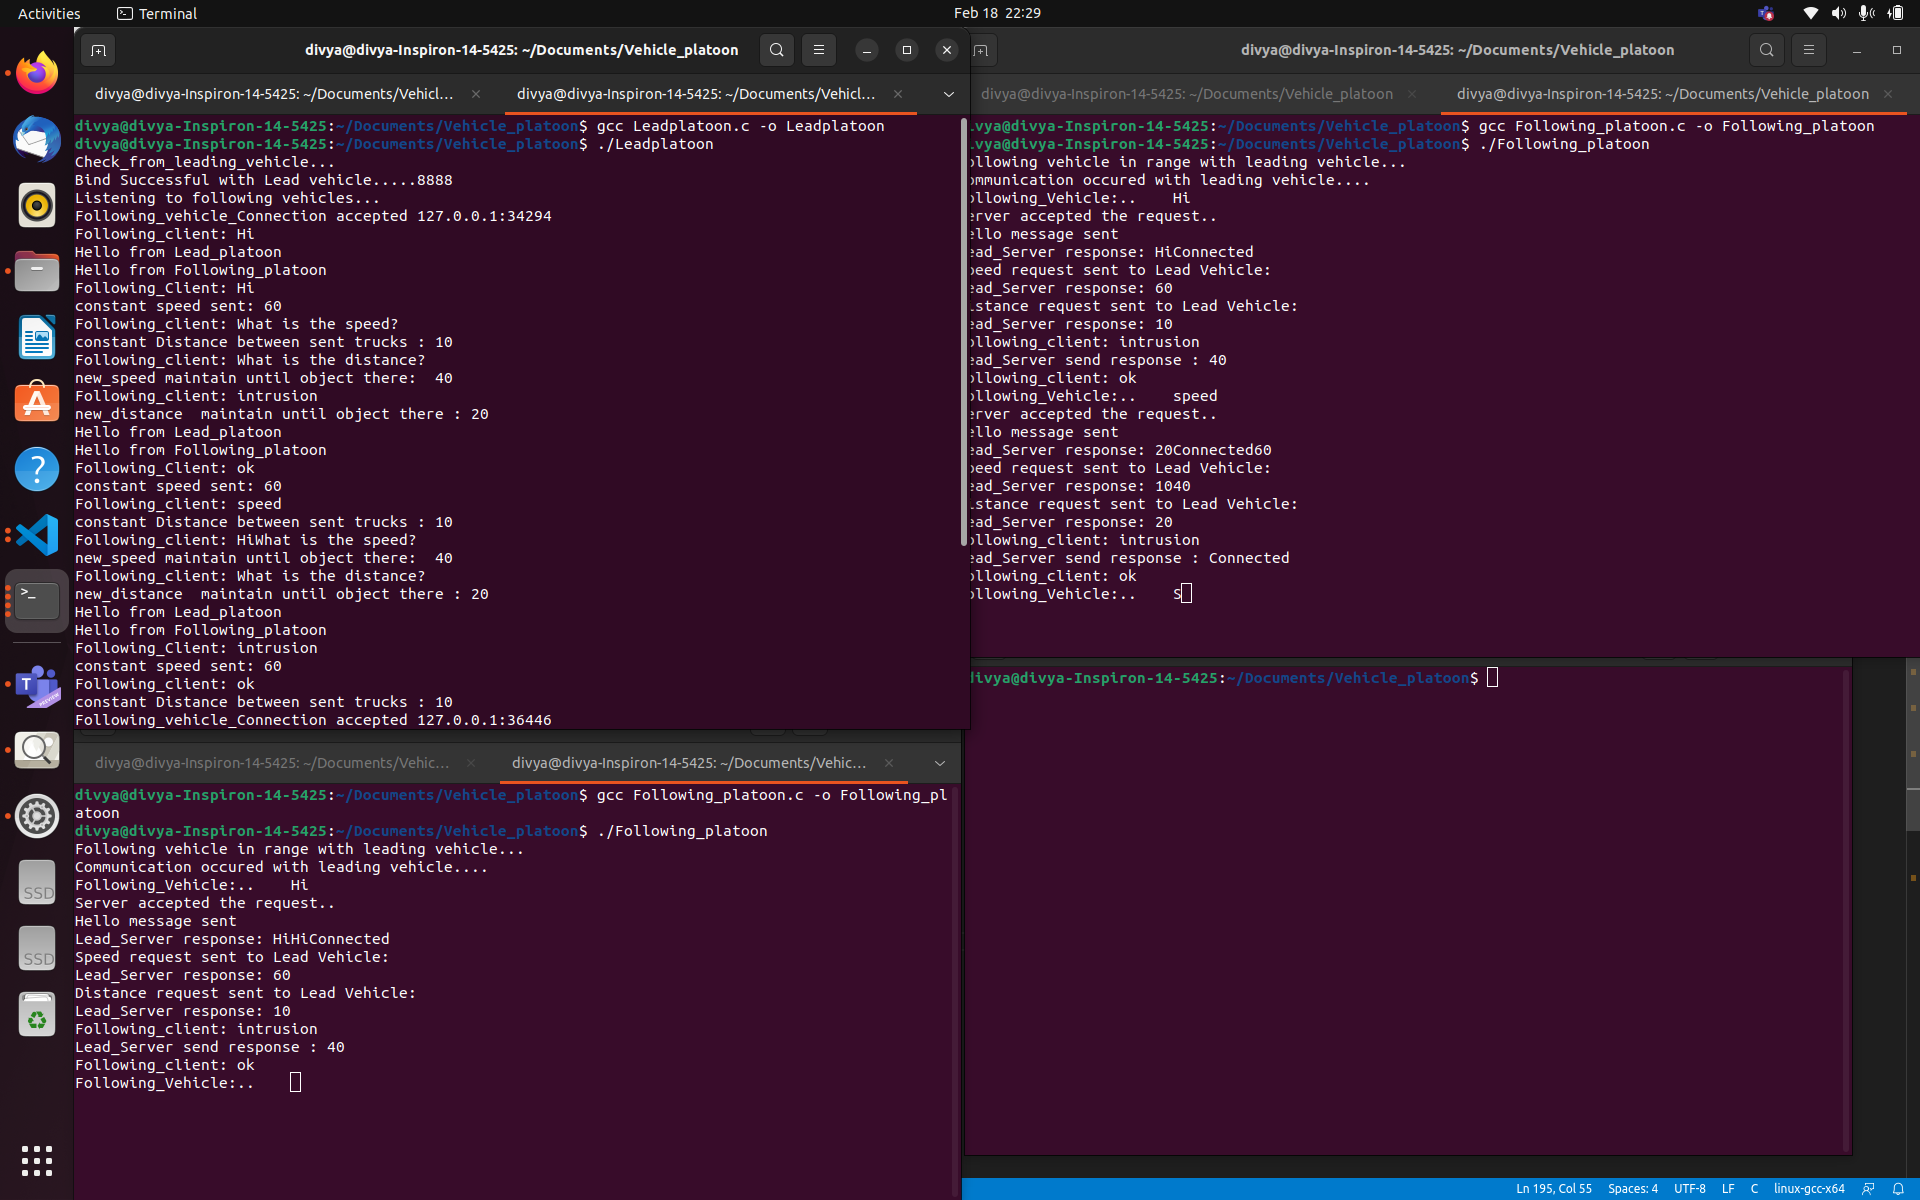 Activities
Terminal
Feb 18 22:29
divya@divya-Inspiron-14-5425: ~/Documents/Vehicle_platoon
divya@divya-Inspiron-14-5425: ~/Documents/Vehicl...
divya@divya-Inspiron-14-5425: ~/Documents/Vehicl...
divya@divya-Inspiron-14-5425:~/Documents/Vehicle_platoon$ gcc Leadplatoon.c -o Leadplatoon
divya@divya-Inspiron-14-5425:~/Documents/Vehicle_platoon$ ./Leadplatoon
Check_from_leading_vehicle...
Bind Successful with Lead vehicle.....8888
Listening to following vehicles...
Following_vehicle_Connection accepted 127.0.0.1:34294
Following_client: Hi
Hello from Lead_platoon
Hello from Following_platoon
Following_Client: Hi
constant speed sent: 60
Following_client: What is the speed?
constant Distance between sent trucks : 10
Following_client: What is the distance?
new_speed maintain until object there:  40
Following_client: intrusion
new_distance  maintain until object there : 20
Hello from Lead_platoon
Hello from Following_platoon
Following_Client: ok
constant speed sent: 60
Following_client: speed
constant Distance between sent trucks : 10
Following_client: HiWhat is the speed?
new_speed maintain until object there:  40
Following_client: What is the distance?
new_distance  maintain until object there : 20
Hello from Lead_platoon
Hello from Following_platoon
Following_Client: intrusion
constant speed sent: 60
Following_client: ok
constant Distance between sent trucks : 10
Following_vehicle_Connection accepted 127.0.0.1:36446
divya@divya-Inspiron-14-5425: ~/Documents/Vehicle_platoon
divya@divya-Inspiron-14-5425: ~/Documents/Vehicle_platoon
divya@divya-Inspiron-14-5425: ~/Documents/Vehicle_platoon
ivya@divya-Inspiron-14-5425:~/Documents/Vehicle_platoon$ gcc Following_platoon.c -o Following_platoon
ivya@divya-Inspiron-14-5425:~/Documents/Vehicle_platoon$ ./Following_platoon
ollowing vehicle in range with leading vehicle...
ommunication occured with leading vehicle....
ollowing_Vehicle:..    Hi
erver accepted the request..
ello message sent
ead_Server response: HiConnected
peed request sent to Lead Vehicle:
ead_Server response: 60
istance request sent to Lead Vehicle:
ead_Server response: 10
ollowing_client: intrusion
ead_Server send response : 40
ollowing_client: ok
ollowing_Vehicle:..    speed
erver accepted the request..
ello message sent
ead_Server response: 20Connected60
peed request sent to Lead Vehicle:
ead_Server response: 1040
istance request sent to Lead Vehicle:
ead_Server response: 20
ollowing_client: intrusion
ead_Server send response : Connected
ollowing_client: ok
ollowing_Vehicle:..    S
divya@divya-Inspiron-14-5425:~/Documents/Vehicle_platoon$
divya@divya-Inspiron-14-5425: ~/Documents/Vehic...
divya@divya-Inspiron-14-5425: ~/Documents/Vehic...
divya@divya-Inspiron-14-5425:~/Documents/Vehicle_platoon$ gcc Following_platoon.c -o Following_pl
atoon
divya@divya-Inspiron-14-5425:~/Documents/Vehicle_platoon$ ./Following_platoon
Following vehicle in range with leading vehicle...
Communication occured with leading vehicle....
Following_Vehicle:..    Hi
Server accepted the request..
Hello message sent
Lead_Server response: HiHiConnected
Speed request sent to Lead Vehicle:
Lead_Server response: 60
Distance request sent to Lead Vehicle:
Lead_Server response: 10
Following_client: intrusion
Lead_Server send response : 40
Following_client: ok
Following_Vehicle:..
SSD
SSD
Ln 195, Col 55
Spaces: 4
UTF-8
LF
C
linux-gcc-x64